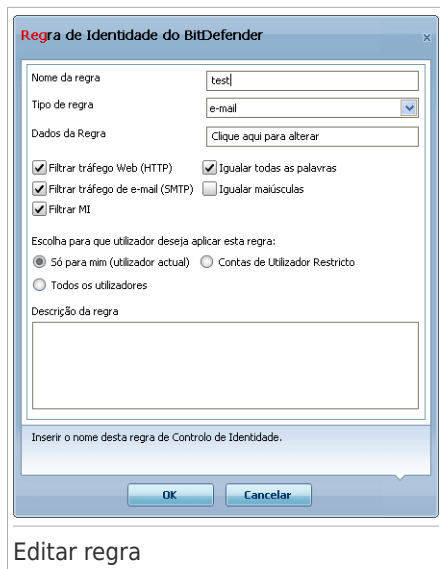 Regra de Identidade do BitDefender
Nome da regra
test
Tipo de regra
e-mail
Dados da Regra
Clique aqui para alterar
Filtrar tráfego Web (HTTP) Igualar todas as palavras
Filtrar tráfego de e-mail (SMTP) Igualar maiúsculas
Filtrar MI
Escolha para que utilizador deseja aplicar esta regra:
Só para mim (utilizador actual) Contas de Utilizador Restricto
Todos os utilizadores
Descrição da regra
Inserir o nome desta regra de Controlo de Identidade.
OK Cancelar
Editar regra